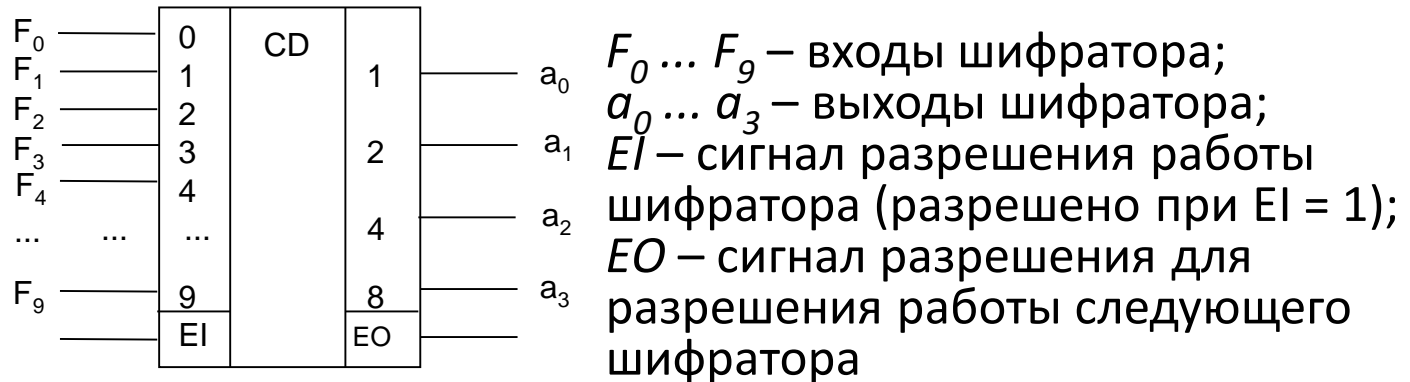 F₀ 0 CD
F₁ 1 1 a₀
F₂ 2
F₃ 3 2 a₁
F₄ 4
4 a₂
... ... ...
F₉ 9 8 a₃
EI EO
F₀ ... F₉ – входы шифратора;
a₀ ... a₃ – выходы шифратора;
EI – сигнал разрешения работы
шифратора (разрешено при EI = 1);
EO – сигнал разрешения для
разрешения работы следующего
шифратора